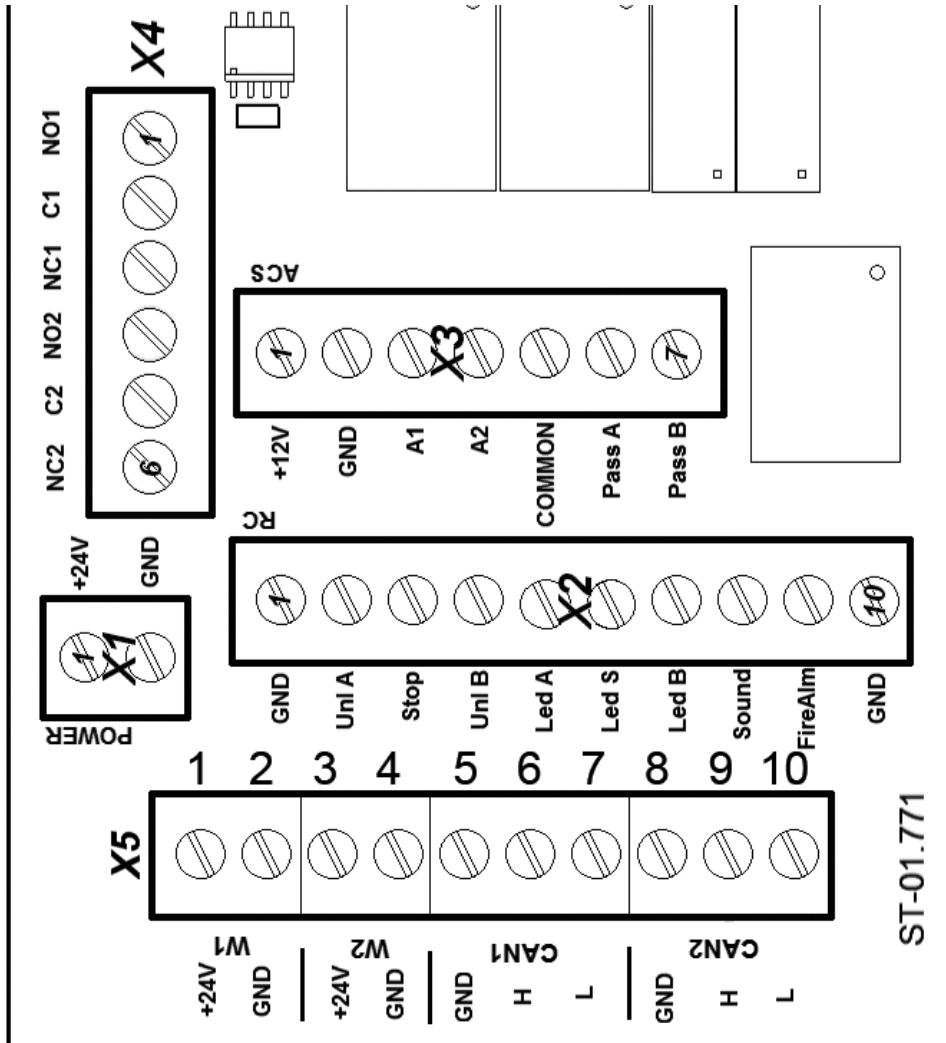 X4
NO1
C1
NC1
NO2
C2
NC2
1
6
ACS
1
X3
7
+12V
GND
A1
A2
COMMON
Pass A
Pass B
+24V
GND
1
X1
POWER
RC
1
X2
10
GND
Unl A
Stop
Unl B
Led A
Led S
Led B
Sound
FireAlm
GND
1 2 3 4 5 6 7 8 9 10
X5
W1
W2
CAN1
CAN2
+24V
GND
+24V
GND
GND
H
L
GND
H
L
ST-01.771